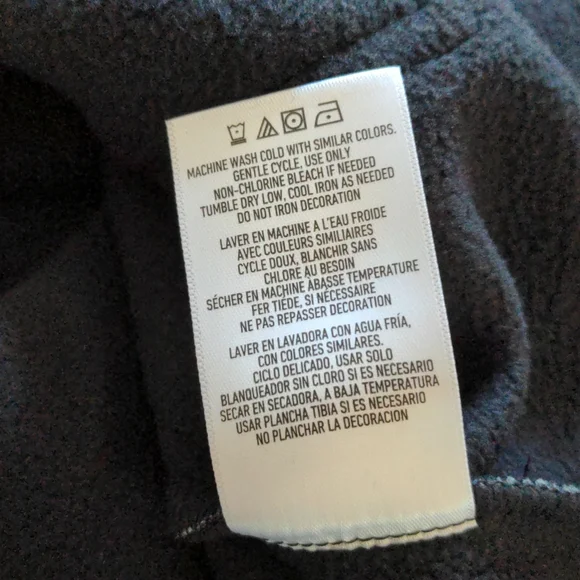 MACHINE WASH COLD WITH SIMILAR COLORS.
GENTLE CYCLE, USE ONLY
NON-CHLORINE BLEACH IF NEEDED
TUMBLE DRY LOW, COOL IRON AS NEEDED
DO NOT IRON DECORATION
LAVER EN MACHINE A L'EAU FROIDE
AVEC COULEURS SIMILIAIRES
CYCLE DOUX, BLANCHIR SANS
CHLORE AU BESOIN
SÉCHER EN MACHINE ABASSE TEMPERATURE
FER TIÉDE, SI NÉCESSAIRE
NE PAS REPASSER DECORATION
LAVER EN LAVADORA CON AGUA FRÍA,
CON COLORES SIMILARES.
CICLO DELICADO, USAR SOLO
BLANQUEADOR SIN CLORO SI ES NECESARIO
SECAR EN SECADORA, A BAJA TEMPERATURA
USAR PLANCHA TIBIA SI ES NECESARIO
NO PLANCHAR LA DECORACION